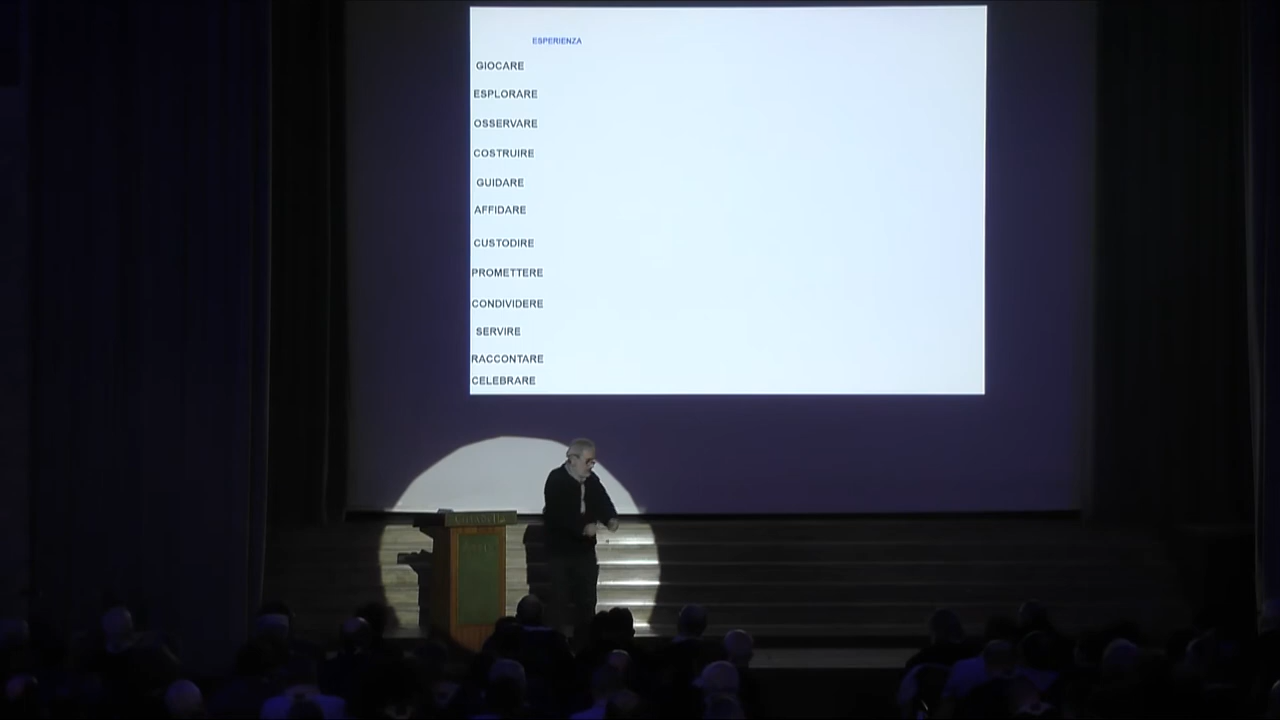 ESPERIENZA
GIOCARE
ESPLORARE
OSSERVARE
COSTRUIRE
GUIDARE
AFFIDARE
CUSTODIRE
PROMETTERE
CONDIVIDERE
SERVIRE
RACCONTARE
CELEBRARE